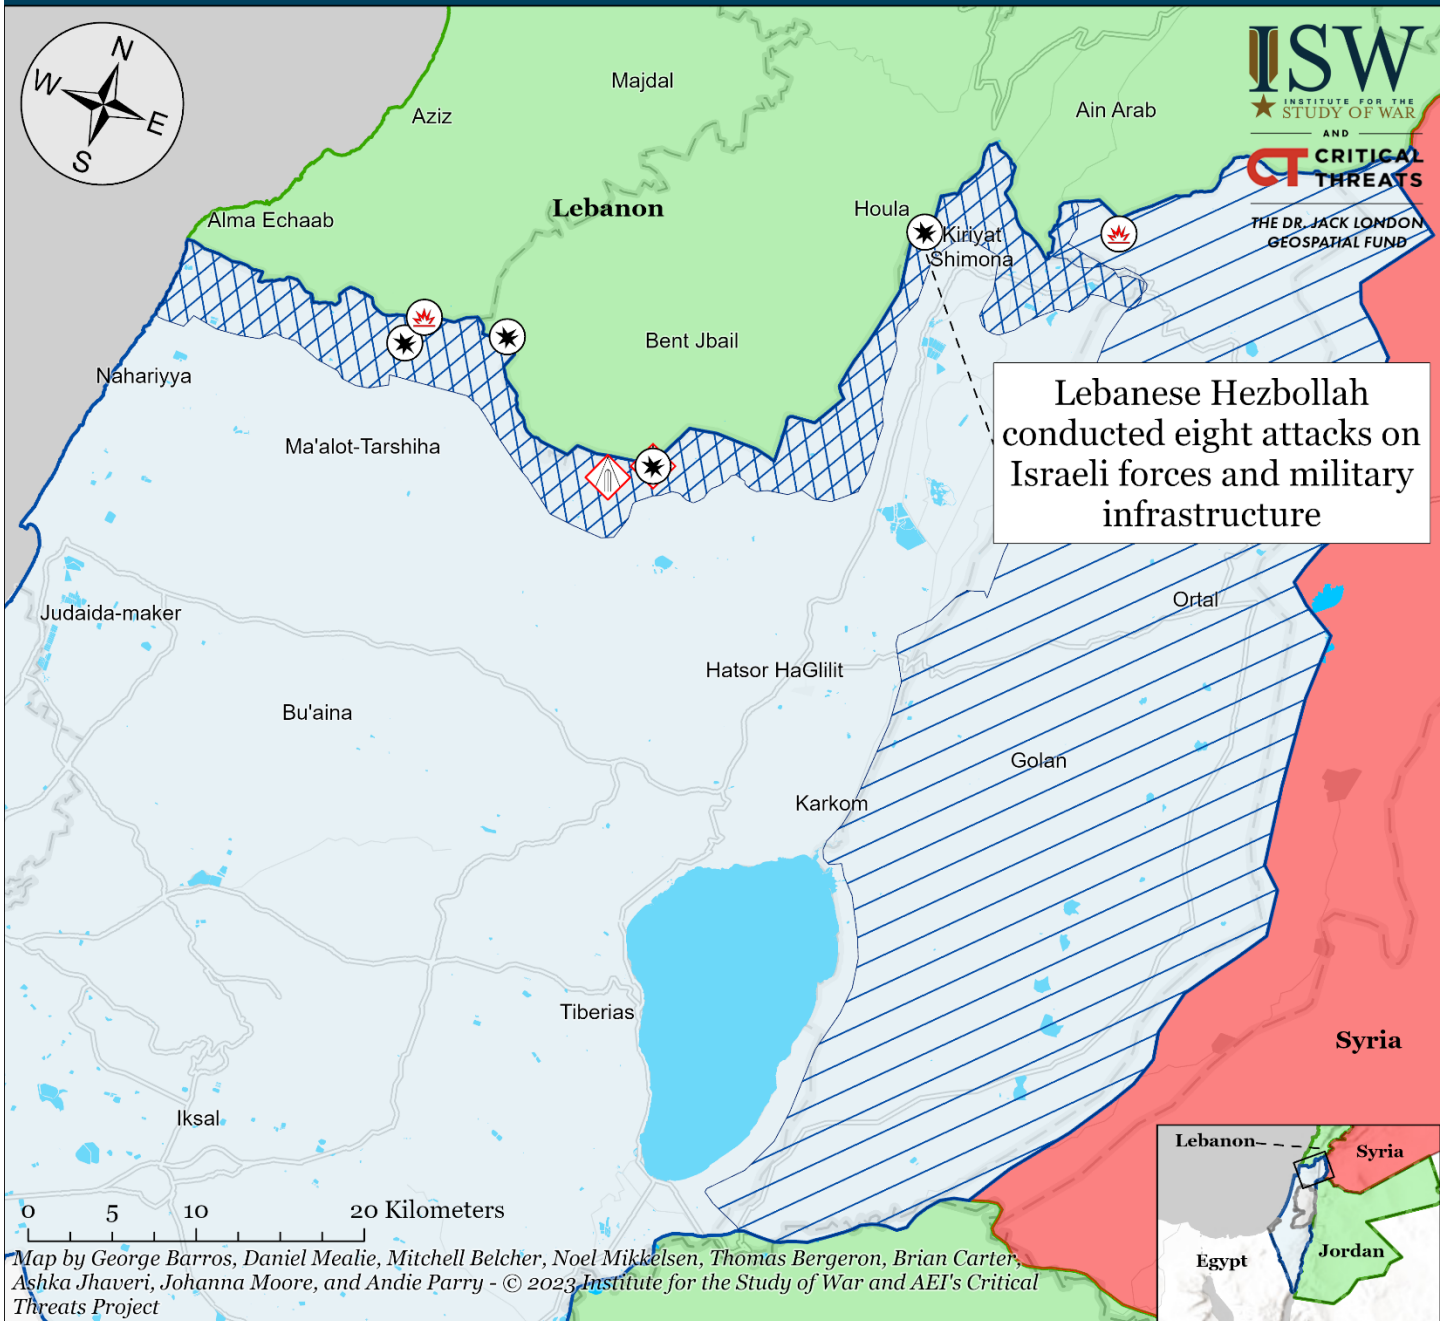 N
W
E
S
Majdal
Aziz
Ain Arab
ISW
INSTITUTE FOR THE
STUDY OF WAR
AND
CT CRITICAL
THREATS
THE DR. JACK LONDON
GEOSPATIAL FUND
Alma Echaab
Lebanon
Houla
Kiriyat
Shimona
Bent Jbail
Nahariyya
Ma'alot-Tarshiha
Lebanese Hezbollah
conducted eight attacks on
Israeli forces and military
infrastructure
Judaida-maker
Ortal
Hatsor HaGlilit
Bu'aina
Golan
Karkom
Tiberias
Syria
Iksal
0 5 10 20 Kilometers
Map by George Barros, Daniel Mealie, Mitchell Belcher, Noel Mikkelsen, Thomas Bergeron, Brian Carter,
Ashka Jhaveri, Johanna Moore, and Andie Parry - © 2023 Institute for the Study of War and AEI's Critical
Threats Project
Lebanon
Syria
Egypt
Jordan